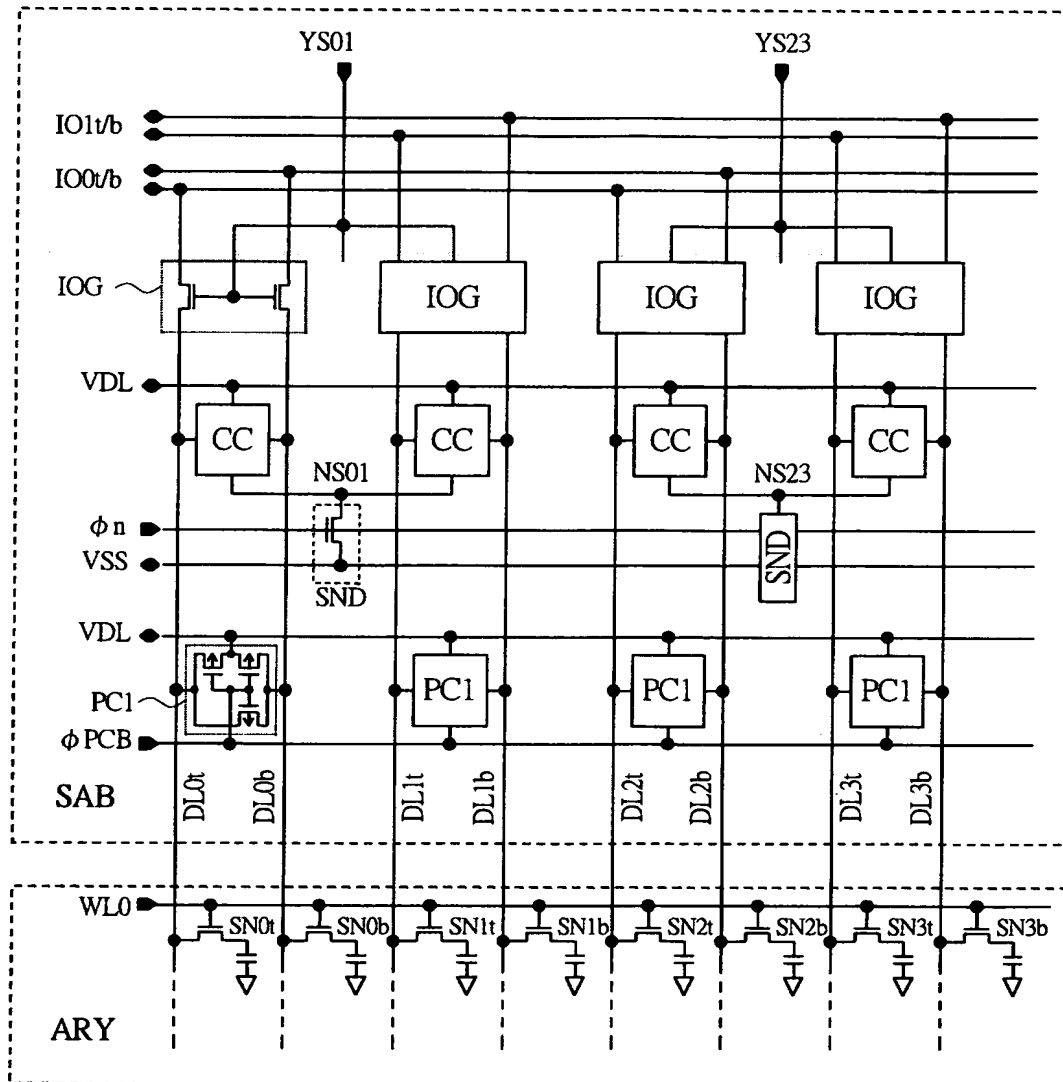 YS01 YS23
IO1t/b
IO0t/b
IOG IOG IOG IOG
VDL
CC CC CC CC
NS01 NS23
ϕn
VSS
SND SND
VDL
PC1 PC1 PC1 PC1
ϕPCB
DL0t DL0b DL1t DL1b DL2t DL2b DL3t DL3b
SAB
WL0
SN0t SN0b SN1t SN1b SN2t SN2b SN3t SN3b
ARY